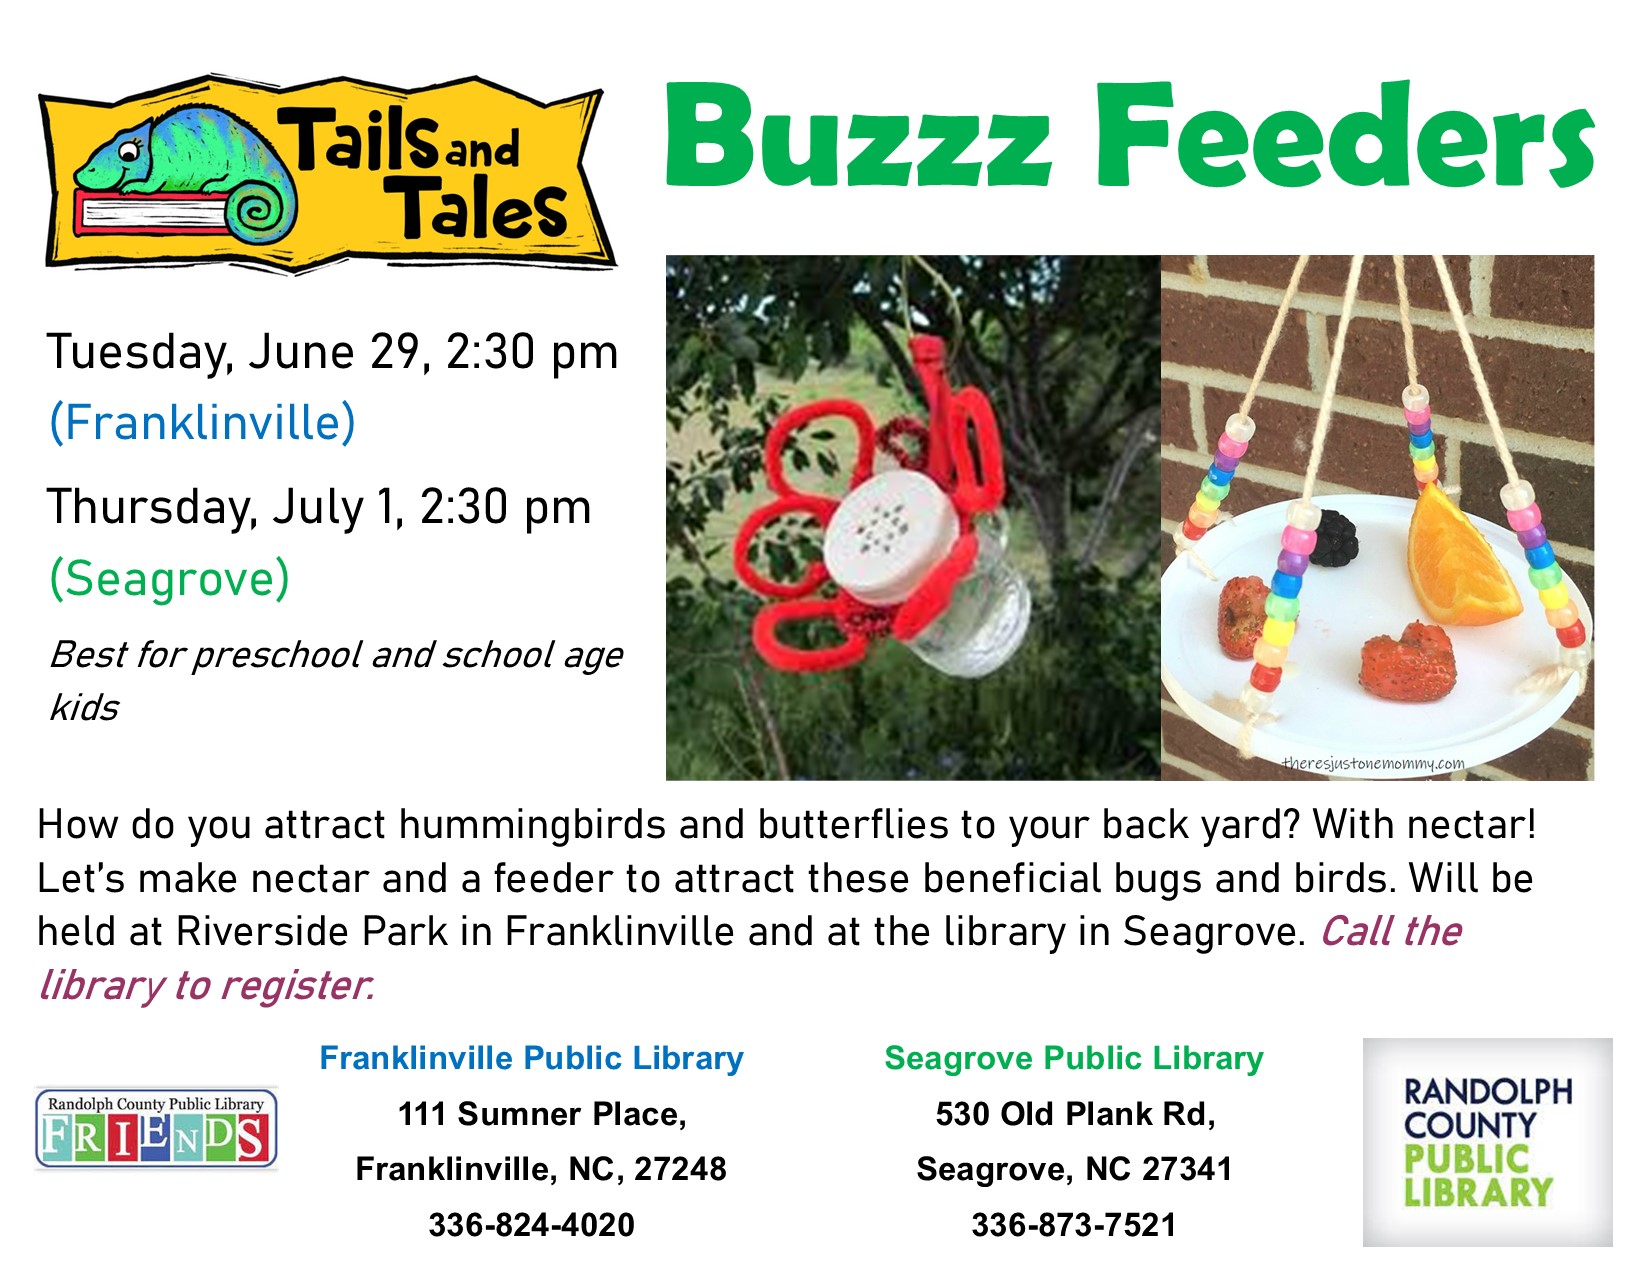 Tails and
Tales
Buzzz Feeders
Tuesday, June 29, 2:30 pm
(Franklinville)
Thursday, July 1, 2:30 pm
(Seagrove)
Best for preschool and school age
kids
theresjustonemommy.com
How do you attract hummingbirds and butterflies to your back yard? With nectar!
Let's make nectar and a feeder to attract these beneficial bugs and birds. Will be
held at Riverside Park in Franklinville and at the library in Seagrove. Call the
library to register.
Randolph County Public Library
FRIENDS
Franklinville Public Library
111 Sumner Place,
Franklinville, NC, 27248
336-824-4020
Seagrove Public Library
530 Old Plank Rd,
Seagrove, NC 27341
336-873-7521
RANDOLPH
COUNTY
PUBLIC
LIBRARY